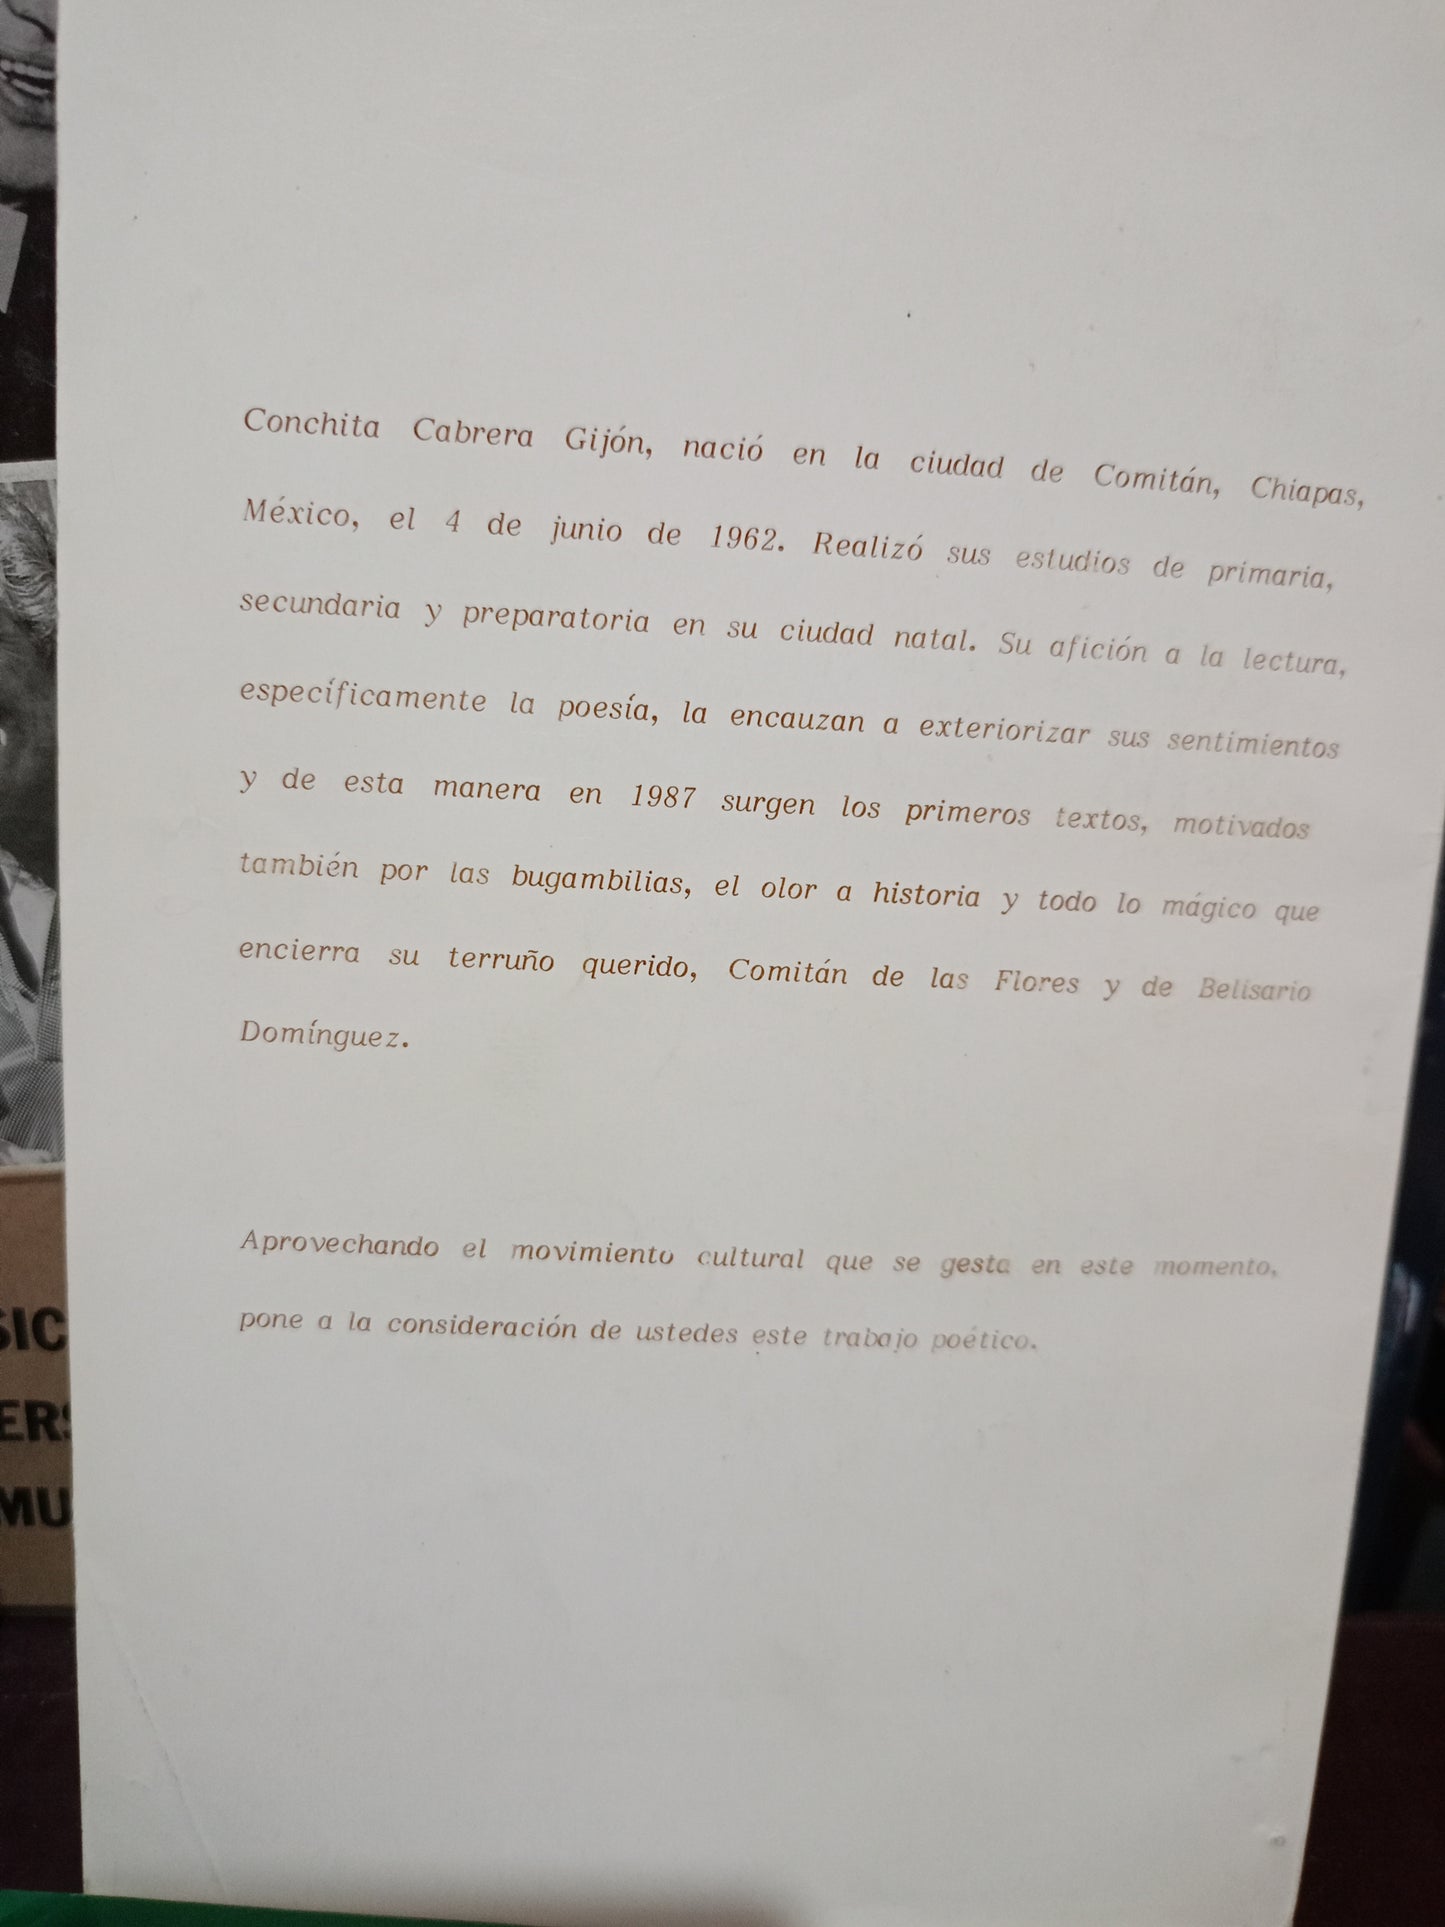 Conchita Cabrera Gijón, nació en la ciudad de Comitán, Chiapas,
México, el 4 de junio de 1962. Realizó sus estudios de primaria,
secundaria y preparatoria en su ciudad natal. Su afición a la lectura,
específicamente la poesía, la encauzan a exteriorizar sus sentimientos
y de esta manera en 1987 surgen los primeros textos, motivados
también por las bugambilias, el olor a historia y todo lo mágico que
encierra su terruño querido, Comitán de las Flores y de Belisario
Domínguez.
Aprovechando el movimiento cultural que se gesta en este momento,
pone a la consideración de ustedes este trabajo poético.